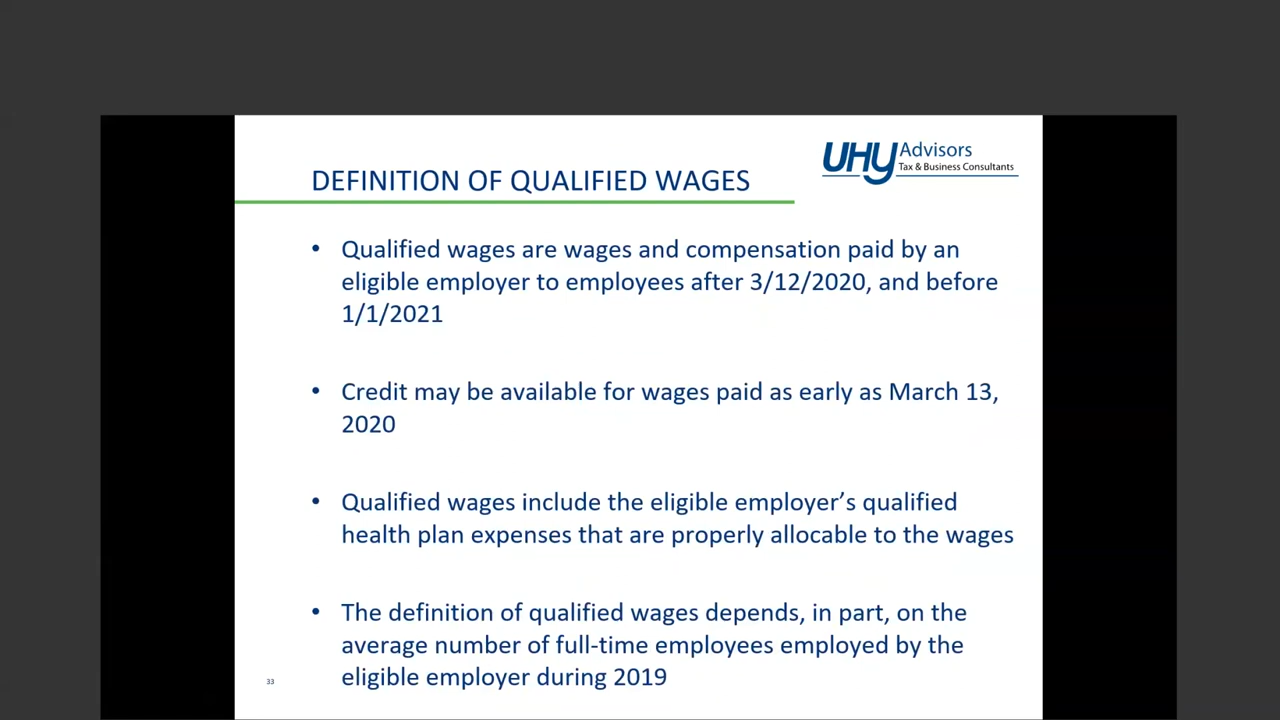 UHY Advisors
Tax & Business Consultants
DEFINITION OF QUALIFIED WAGES
• Qualified wages are wages and compensation paid by an
eligible employer to employees after 3/12/2020, and before
1/1/2021
• Credit may be available for wages paid as early as March 13,
2020
• Qualified wages include the eligible employer’s qualified
health plan expenses that are properly allocable to the wages
• The definition of qualified wages depends, in part, on the
average number of full-time employees employed by the
eligible employer during 2019
33